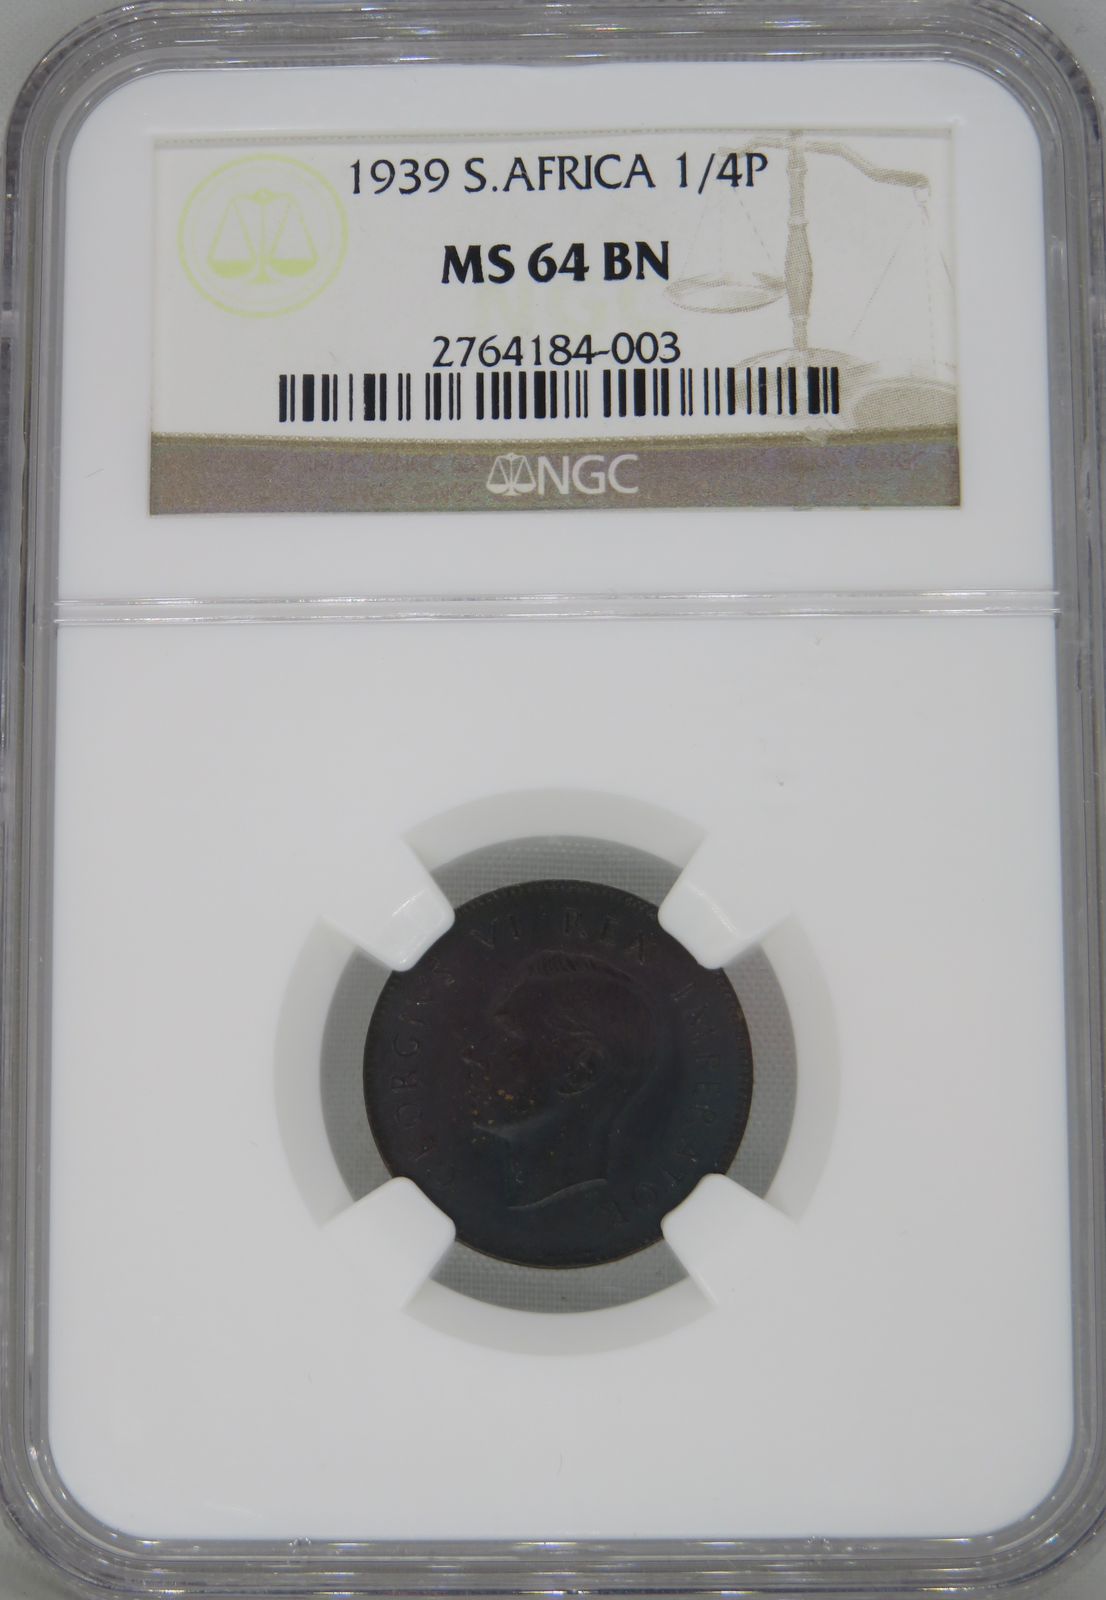 1939 S.AFRICA 1/4P
MS 64 BN
2764184-003
NGC
GEORGIVS VI REX IMPERATOR